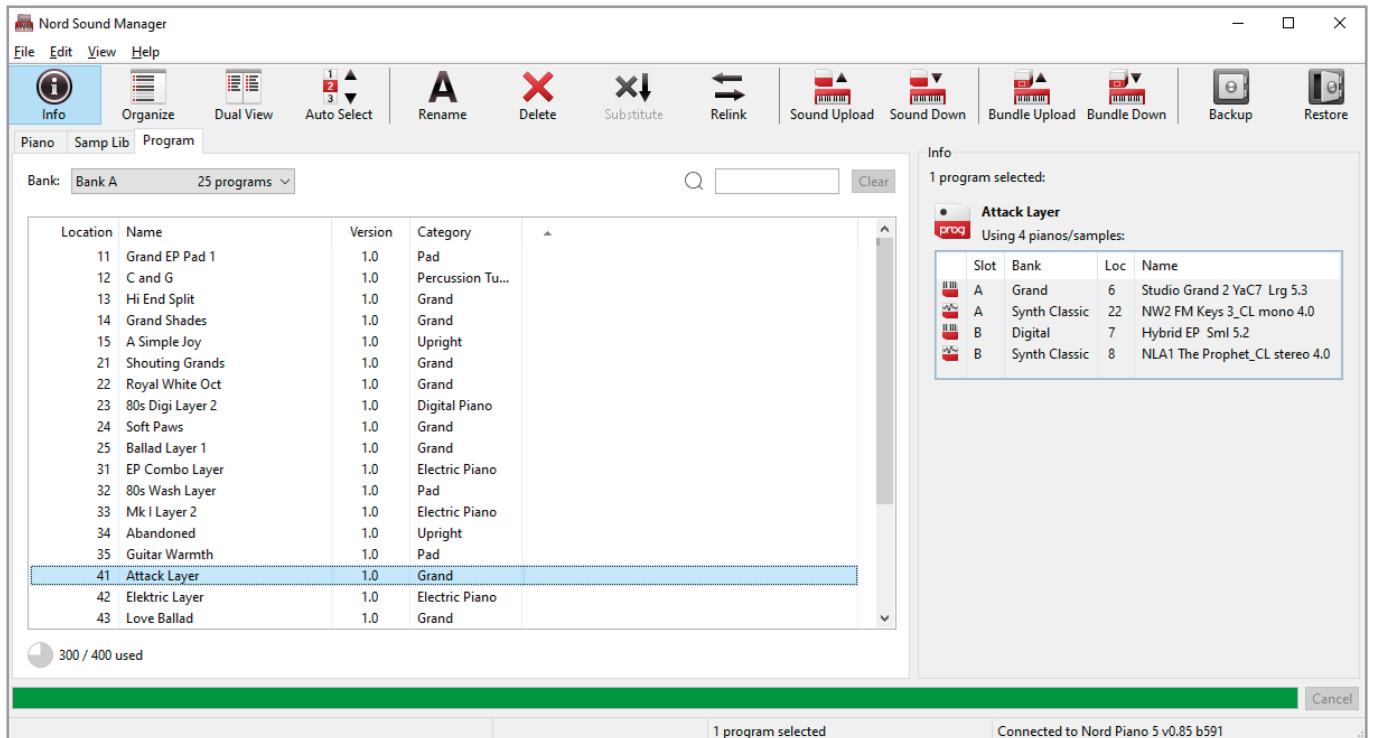 Nord Sound Manager
File Edit View Help
1
2
3
Info Organize Dual View Auto Select Rename Delete Substitute Relink Sound Upload Sound Down Bundle Upload Bundle Down Backup Restore
Piano Samp Lib Program
Bank: Bank A 25 programs Clear
Location Name Version Category
11 Grand EP Pad 1 1.0 Pad
12 C and G 1.0 Percussion Tu...
13 Hi End Split 1.0 Grand
14 Grand Shades 1.0 Grand
15 A Simple Joy 1.0 Upright
21 Shouting Grands 1.0 Grand
22 Royal White Oct 1.0 Grand
23 80s Digi Layer 2 1.0 Digital Piano
24 Soft Paws 1.0 Grand
25 Ballad Layer 1 1.0 Grand
31 EP Combo Layer 1.0 Electric Piano
32 80s Wash Layer 1.0 Pad
33 Mk I Layer 2 1.0 Electric Piano
34 Abandoned 1.0 Upright
35 Guitar Warmth 1.0 Pad
41 Attack Layer 1.0 Grand
42 Elektric Layer 1.0 Electric Piano
43 Love Ballad 1.0 Grand
300 / 400 used
Info
1 program selected:
prog
Attack Layer
Using 4 pianos/samples:
Slot Bank Loc Name
A Grand 6 Studio Grand 2 YaC7 Lrg 5.3
A Synth Classic 22 NW2 FM Keys 3_CL mono 4.0
B Digital 7 Hybrid EP Sml 5.2
B Synth Classic 8 NLA1 The Prophet_CL stereo 4.0
Cancel
1 program selected Connected to Nord Piano 5 v0.85 b591